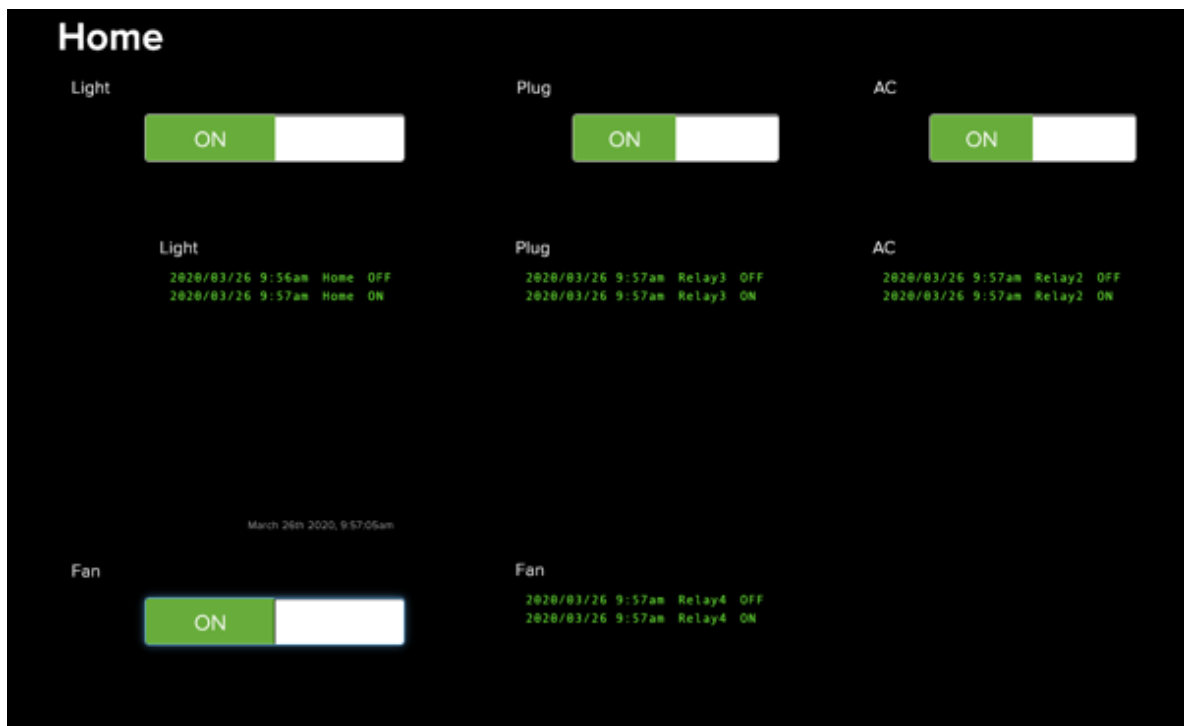 Home
Light
Plug
AC
ON
ON
ON
Light
Plug
AC
2020/03/26 9:56am Home OFF
2020/03/26 9:57am Home ON
2020/03/26 9:57am Relay3 OFF
2020/03/26 9:57am Relay3 ON
2020/03/26 9:57am Relay2 OFF
2020/03/26 9:57am Relay2 ON
March 26th 2020, 9:57:05am
Fan
Fan
ON
2020/03/26 9:57am Relay4 OFF
2020/03/26 9:57am Relay4 ON